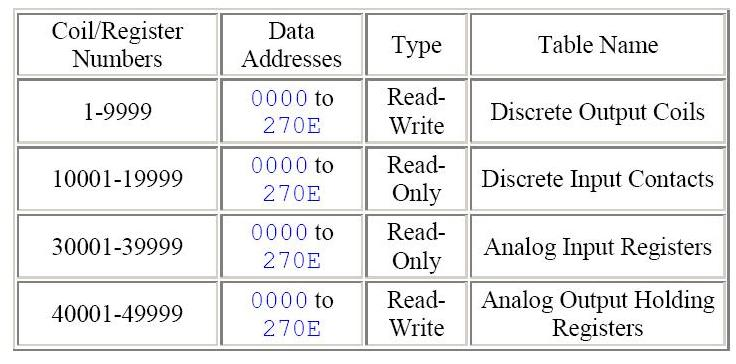 Coil/Register
Numbers
Data
Addresses
Type
Table Name
1-9999
0000 to
270E
Read-
Write
Discrete Output Coils
10001-19999
0000 to
270E
Read-
Only
Discrete Input Contacts
30001-39999
0000 to
270E
Read-
Only
Analog Input Registers
40001-49999
0000 to
270E
Read-
Write
Analog Output Holding
Registers